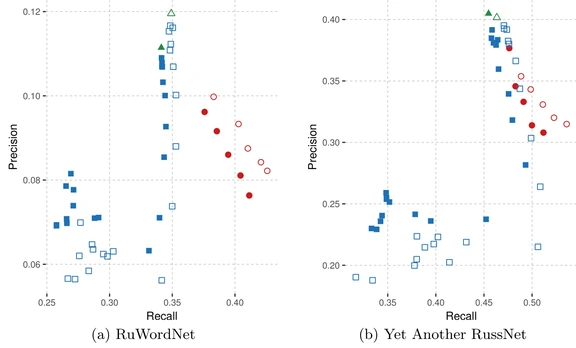 0.12
0.10
0.08
0.06
Precision
0.25 0.30 0.35 0.40
Recall
(a) RuWordNet
0.40
0.35
0.30
0.25
0.20
Precision
0.35 0.40 0.45 0.50
Recall
(b) Yet Another RussNet